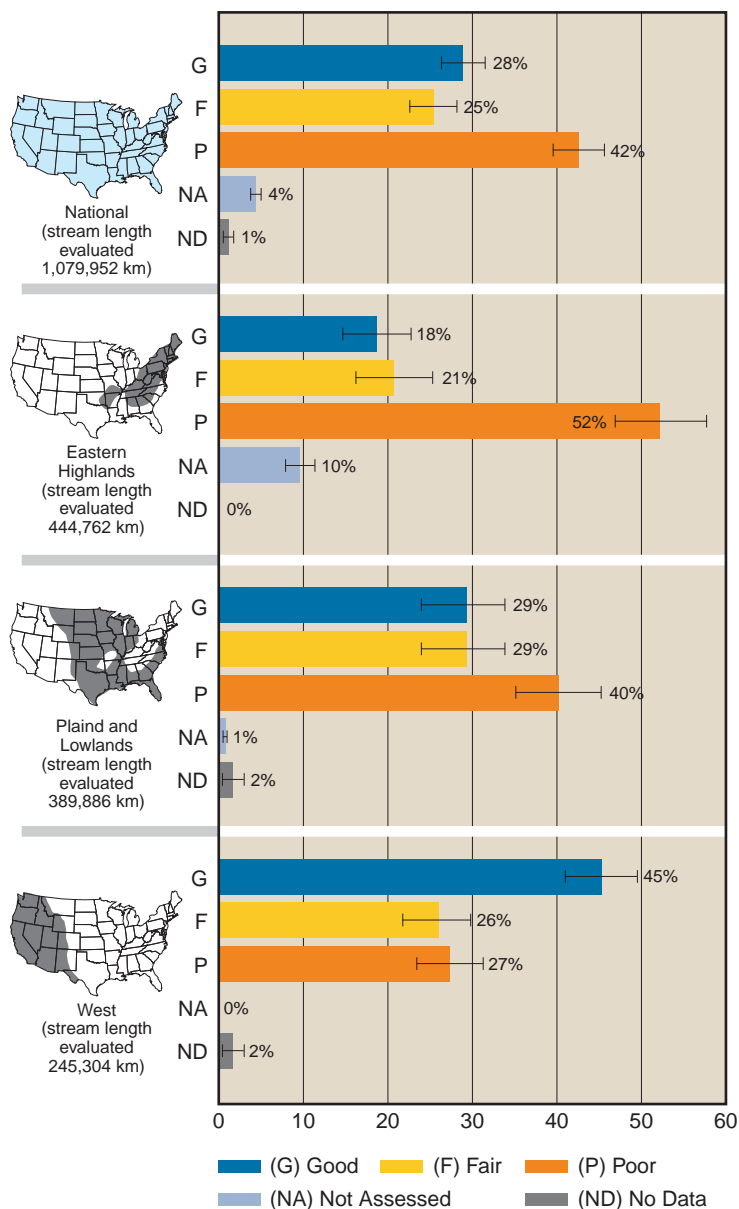 G 28%
F 25%
P 42%
NA 4%
ND 1%
National
(stream length
evaluated
1,079,952 km)
G 18%
F 21%
P 52%
NA 10%
ND 0%
Eastern
Highlands
(stream length
evaluated
444,762 km)
G 29%
F 29%
P 40%
NA 1%
ND 2%
Plaind and
Lowlands
(stream length
evaluated
389,886 km)
G 45%
F 26%
P 27%
NA 0%
ND 2%
West
(stream length
evaluated
245,304 km)
0 10 20 30 40 50 60
(G) Good (F) Fair (P) Poor
(NA) Not Assessed (ND) No Data